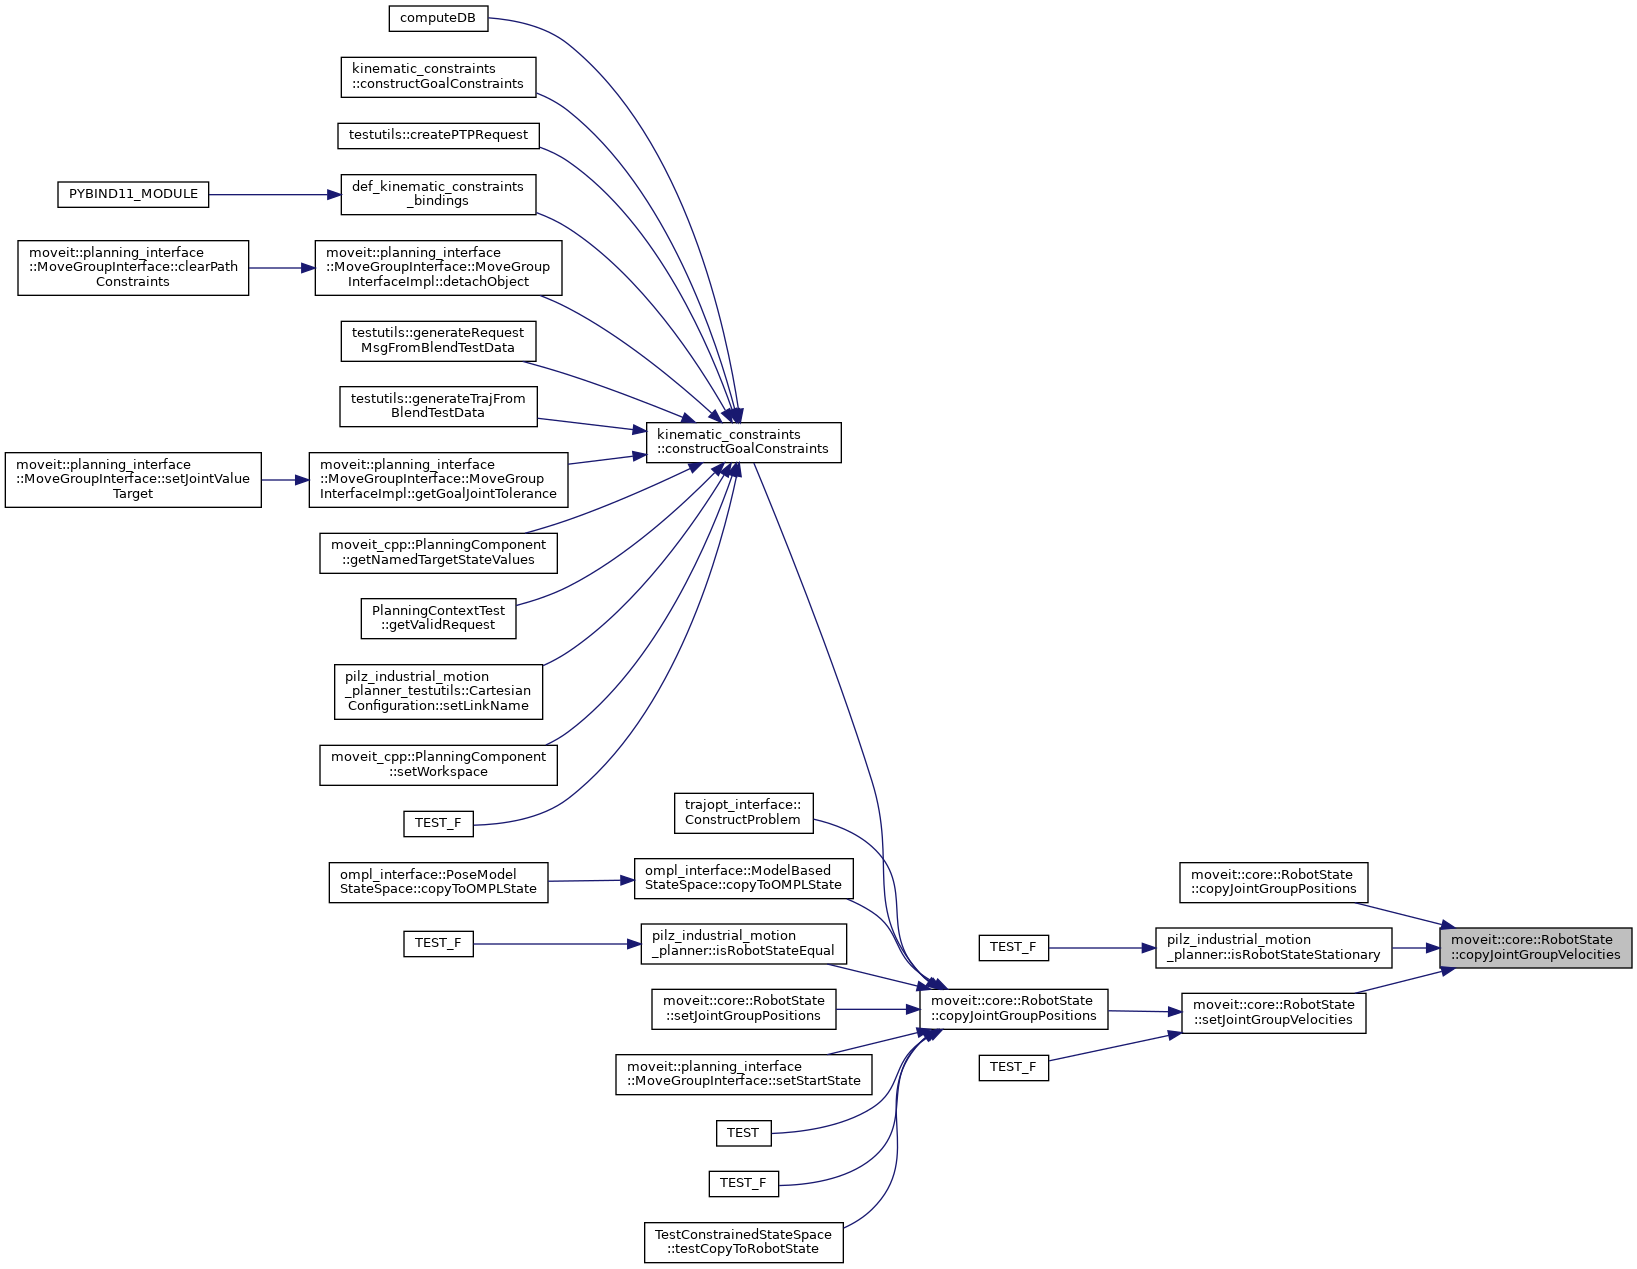 computeDB
kinematic_constraints
::constructGoalConstraints
testutils::createPTPRequest
PYBIND11_MODULE
def_kinematic_constraints
_bindings
moveit::planning_interface
::MoveGroupInterface::clearPath
Constraints
moveit::planning_interface
::MoveGroupInterface::MoveGroup
InterfaceImpl::detachObject
testutils::generateRequest
MsgFromBlendTestData
testutils::generateTrajFrom
BlendTestData
kinematic_constraints
::constructGoalConstraints
moveit::planning_interface
::MoveGroupInterface::setJointValue
Target
moveit::planning_interface
::MoveGroupInterface::MoveGroup
InterfaceImpl::getGoalJointTolerance
moveit_cpp::PlanningComponent
::getNamedTargetStateValues
PlanningContextTest
::getValidRequest
pilz_industrial_motion
_planner_testutils::Cartesian
Configuration::setLinkName
moveit_cpp::PlanningComponent
::setWorkspace
TEST_F
trajopt_interface::
ConstructProblem
ompl_interface::PoseModel
StateSpace::copyToOMPLState
ompl_interface::ModelBased
StateSpace::copyToOMPLState
TEST_F
pilz_industrial_motion
_planner::isRobotStateEqual
moveit::core::RobotState
::setJointGroupPositions
moveit::core::RobotState
::copyJointGroupPositions
moveit::planning_interface
::MoveGroupInterface::setStartState
TEST
TEST_F
TestConstrainedStateSpace
::testCopyToRobotState
moveit::core::RobotState
::copyJointGroupPositions
TEST_F
pilz_industrial_motion
_planner::isRobotStateStationary
moveit::core::RobotState
::copyJointGroupVelocities
moveit::core::RobotState
::setJointGroupVelocities
TEST_F